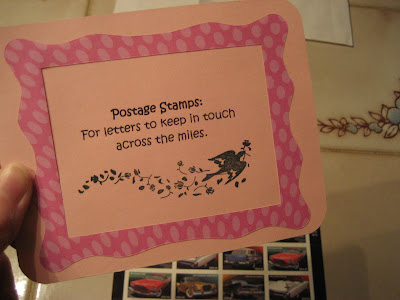 Postage Stamps:
For letters to keep in touch
across the miles.